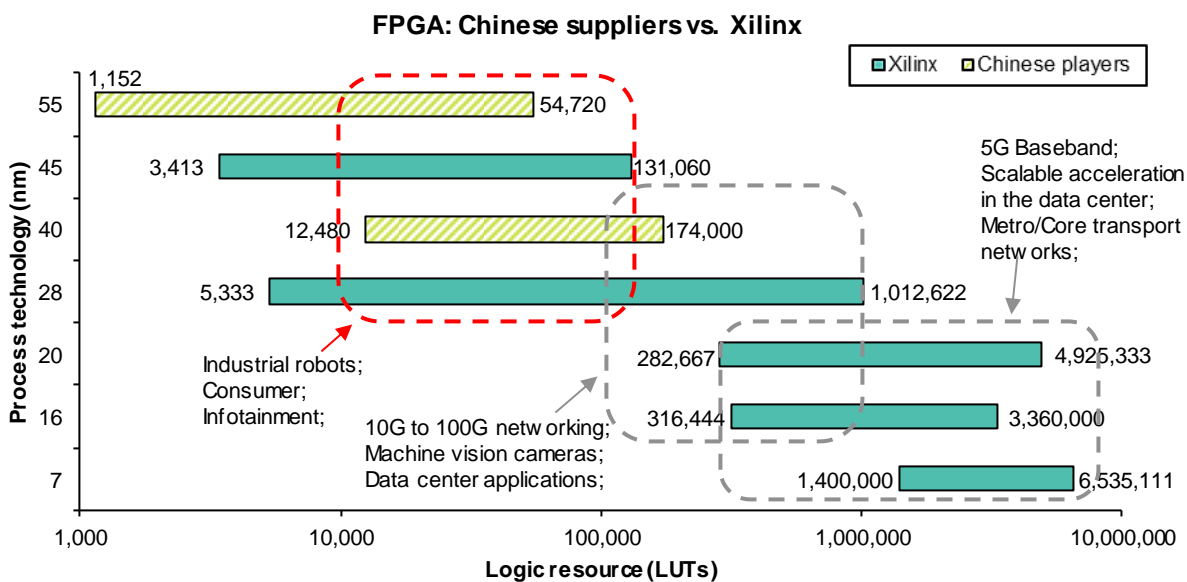 FPGA: Chinese suppliers vs. Xilinx
Xilinx
Chinese players
Process technology (nm)
55
1,152
54,720
45
3,413
131,060
40
12,480
174,000
28
5,333
1,012,622
20
282,667
4,925,333
16
316,444
3,360,000
7
1,400,000
6,535,111
5G Baseband;
Scalable acceleration
in the data center;
Metro/Core transport
networks;
Industrial robots;
Consumer;
Infotainment;
10G to 100G networking;
Machine vision cameras;
Data center applications;
1,000
10,000
100,000
1,000,000
10,000,000
Logic resource (LUTs)